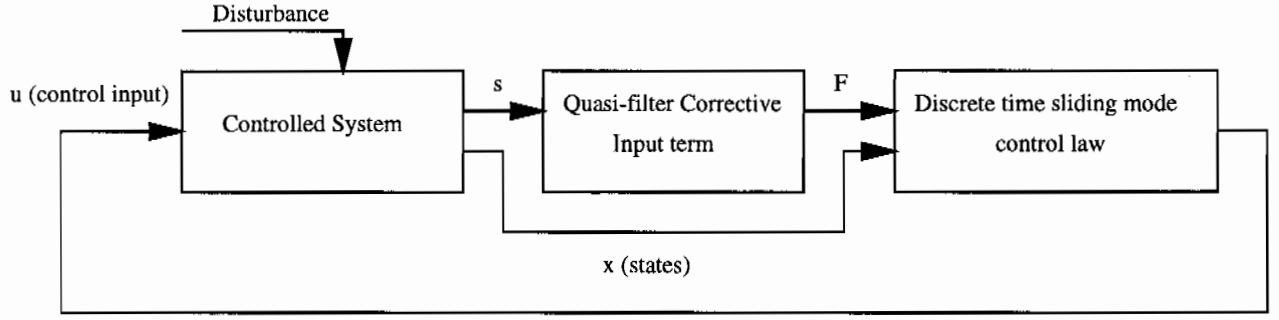 Disturbance
u (control input)
Controlled System
s
Quasi-filter Corrective
Input term
F
Discrete time sliding mode
control law
x (states)